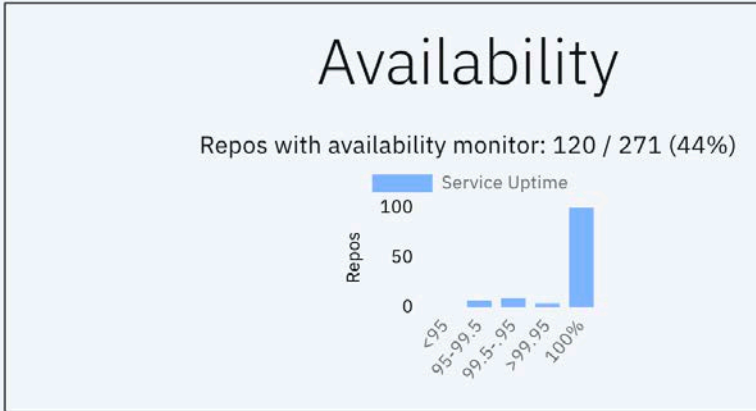 Availability
Repos with availability monitor: 120 / 271 (44%)
Service Uptime
Repos
100
50
0
<95
95-99.5
99.5-.95
>99.95
100%